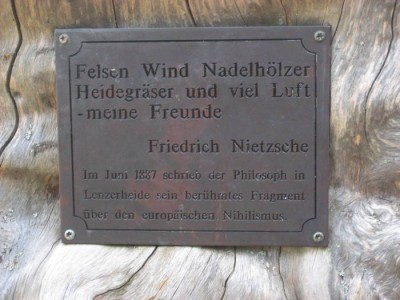 Felsen Wind Nadelhölzer
Heidegräser und viel Luft
-meine Freunde
Friedrich Nietzsche
Im Juni 1887 schrieb der Philosoph in
Lenzerheide sein berühmtes Fragment
über den europäischen Nihilismus.